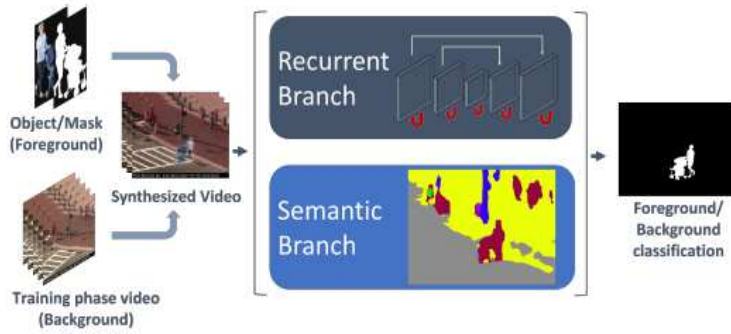 Object/Mask
(Foreground)
Synthesized Video
Training phase video
(Background)
Recurrent
Branch
Semantic
Branch
Foreground/
Background
classification